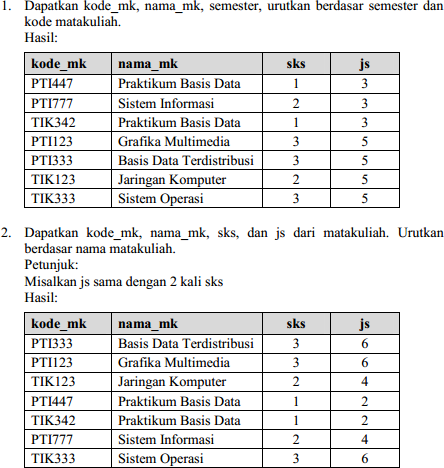 1. Dapatkan kode_mk, nama_mk, semester, urutkan berdasar semester dan
kode matakuliah.
Hasil:
kode_mk nama_mk sks js
PTI447 Praktikum Basis Data 1 3
PTI777 Sistem Informasi 2 3
TIK342 Praktikum Basis Data 1 3
PTI123 Grafika Multimedia 3 5
PTI333 Basis Data Terdistribusi 3 5
TIK123 Jaringan Komputer 2 5
TIK333 Sistem Operasi 3 5
2. Dapatkan kode_mk, nama_mk, sks, dan js dari matakuliah. Urutkan
berdasar nama matakuliah.
Petunjuk:
Misalkan js sama dengan 2 kali sks
Hasil:
kode_mk nama_mk sks js
PTI333 Basis Data Terdistribusi 3 6
PTI123 Grafika Multimedia 3 6
TIK123 Jaringan Komputer 2 4
PTI447 Praktikum Basis Data 1 2
TIK342 Praktikum Basis Data 1 2
PTI777 Sistem Informasi 2 4
TIK333 Sistem Operasi 3 6